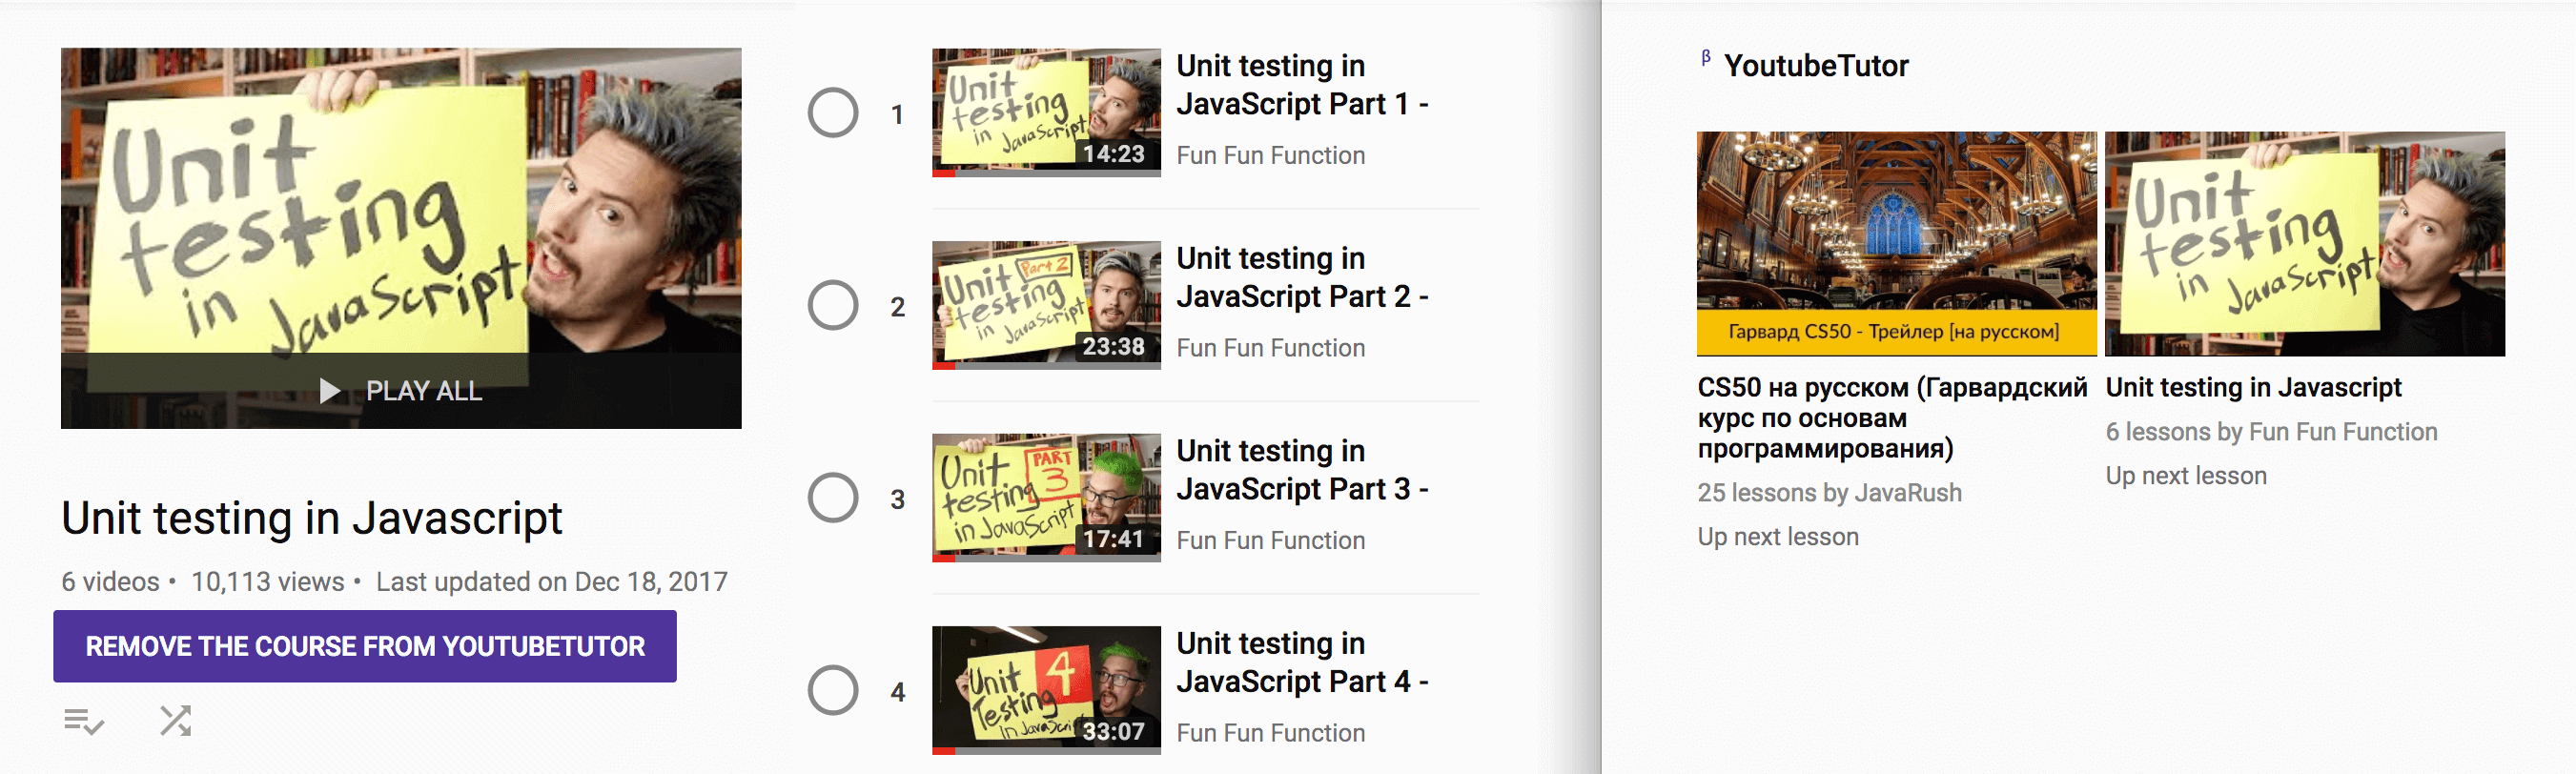 Unit
testing
in JavaScript
PLAY ALL
Unit testing in Javascript
6 videos • 10,113 views • Last updated on Dec 18, 2017
REMOVE THE COURSE FROM YOUTUBETUTOR
1
Unit
testing
in JavaScript
14:23
Unit testing in
JavaScript Part 1 -
Fun Fun Function
2
Unit Part 2
testing
in JavaScript
23:38
Unit testing in
JavaScript Part 2 -
Fun Fun Function
3
Unit PART
testing 3
in JavaScript
17:41
Unit testing in
JavaScript Part 3 -
Fun Fun Function
4
Unit 4
Testing
In JavaScri
33:07
Unit testing in
JavaScript Part 4 -
Fun Fun Function
β YoutubeTutor
Гарвард CS50 - Трейлер [на русском]
CS50 на русском (Гарвардский
курс по основам
программирования)
25 lessons by JavaRush
Up next lesson
Unit
testing
in JavaScript
Unit testing in Javascript
6 lessons by Fun Fun Function
Up next lesson